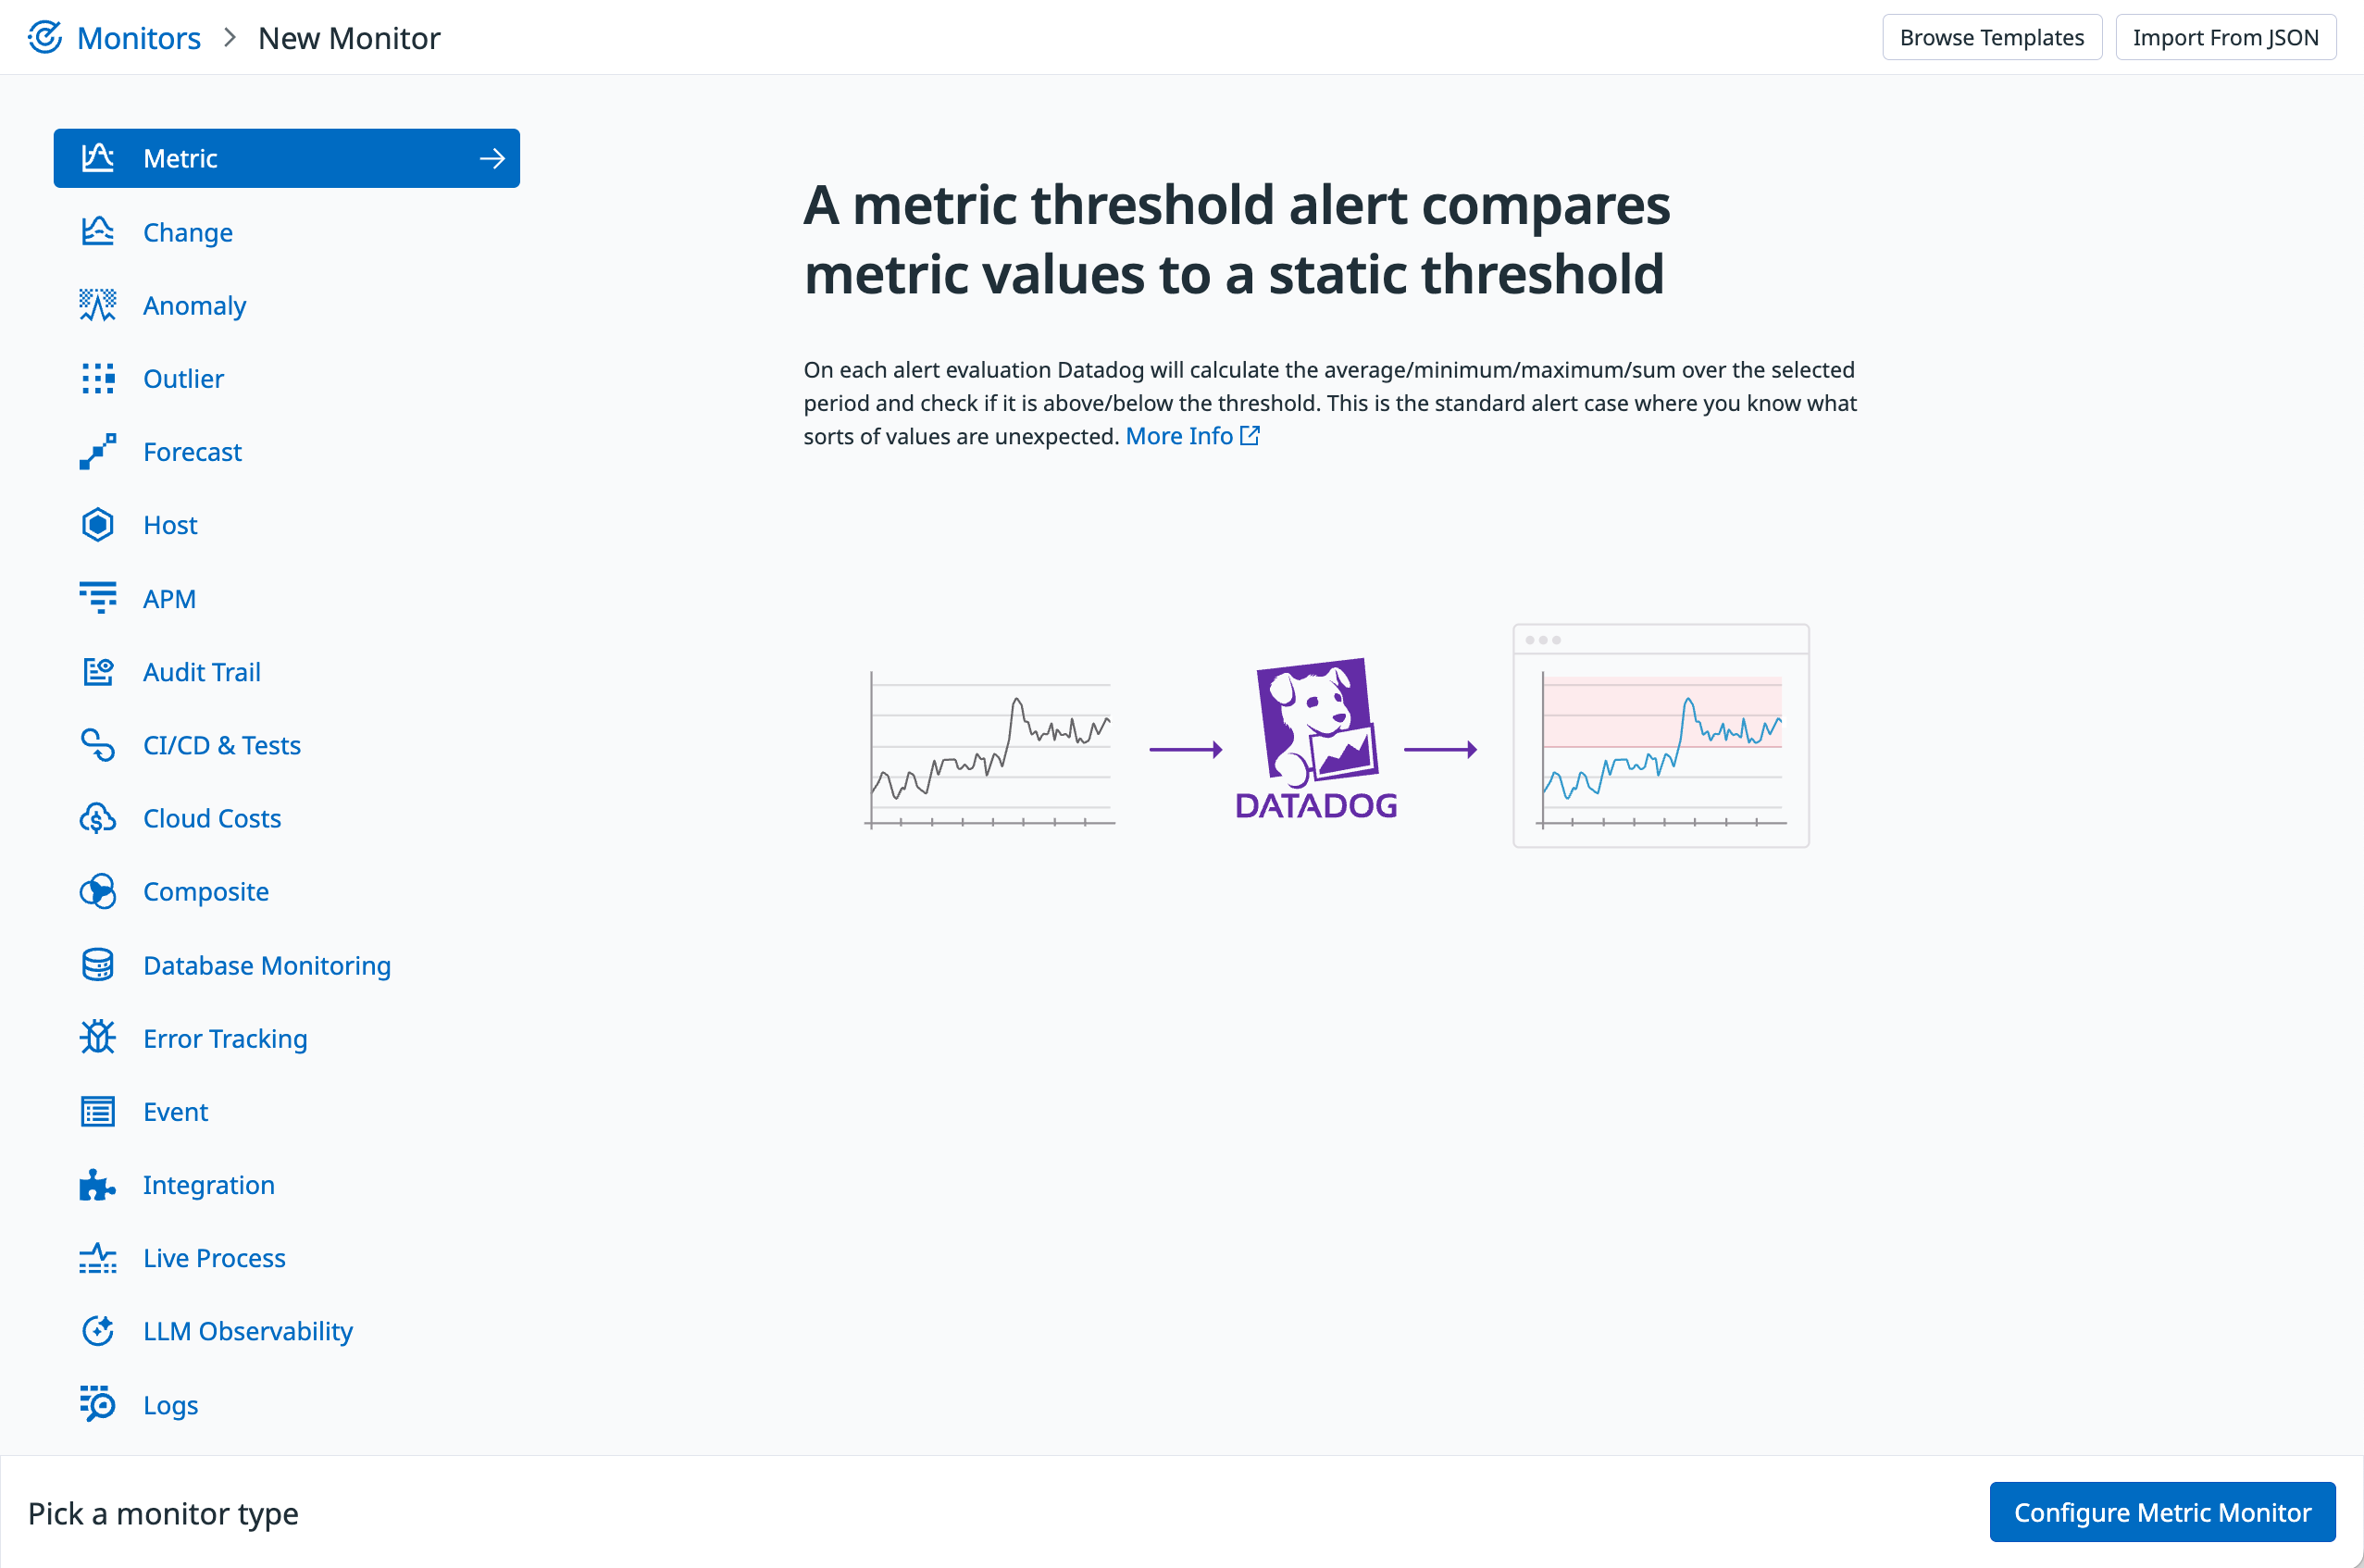 Monitors > New Monitor
Browse Templates
Import From JSON
Metric
Change
Anomaly
Outlier
Forecast
Host
APM
Audit Trail
CI/CD & Tests
Cloud Costs
Composite
Database Monitoring
Error Tracking
Event
Integration
Live Process
LLM Observability
Logs
A metric threshold alert compares
metric values to a static threshold
On each alert evaluation Datadog will calculate the average/minimum/maximum/sum over the selected
period and check if it is above/below the threshold. This is the standard alert case where you know what
sorts of values are unexpected. More Info
DATADOG
Pick a monitor type
Configure Metric Monitor